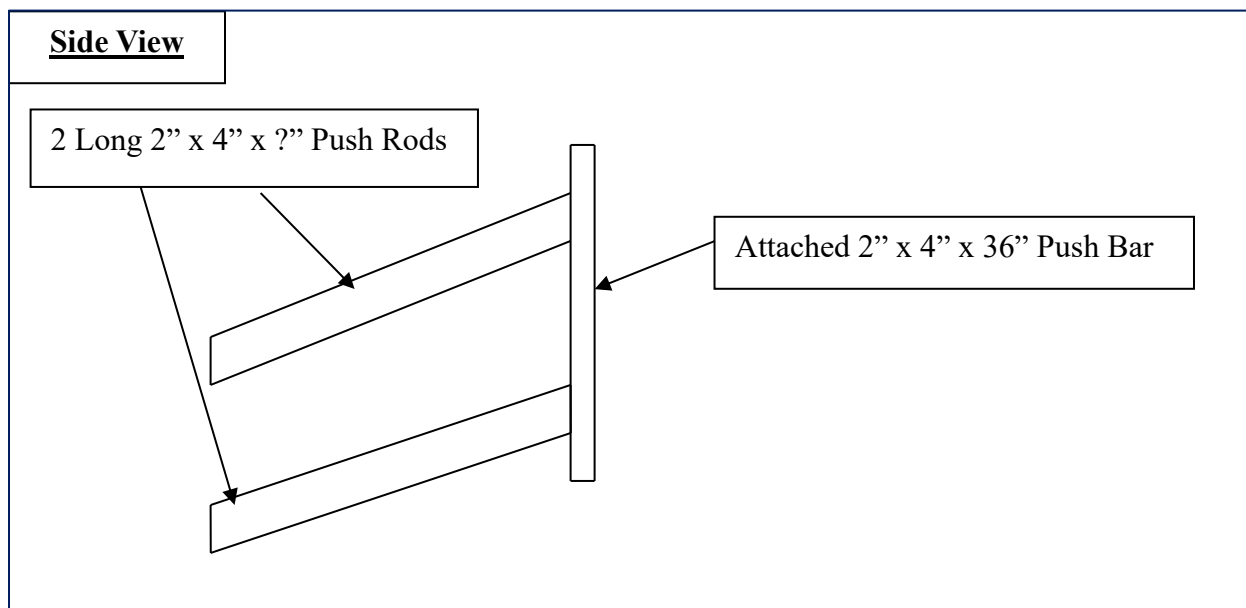 Side View
2 Long 2” x 4” x ?” Push Rods
Attached 2” x 4” x 36” Push Bar